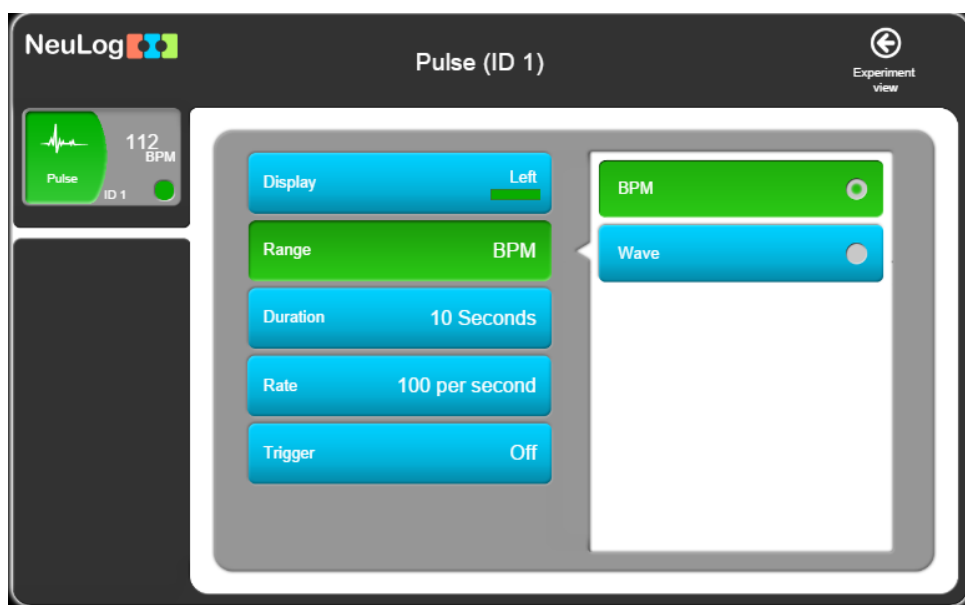 NeuLog
Pulse (ID 1)
Experiment
view
112
BPM
Pulse
ID 1
Display Left
Range BPM
Duration 10 Seconds
Rate 100 per second
Trigger Off
BPM
Wave